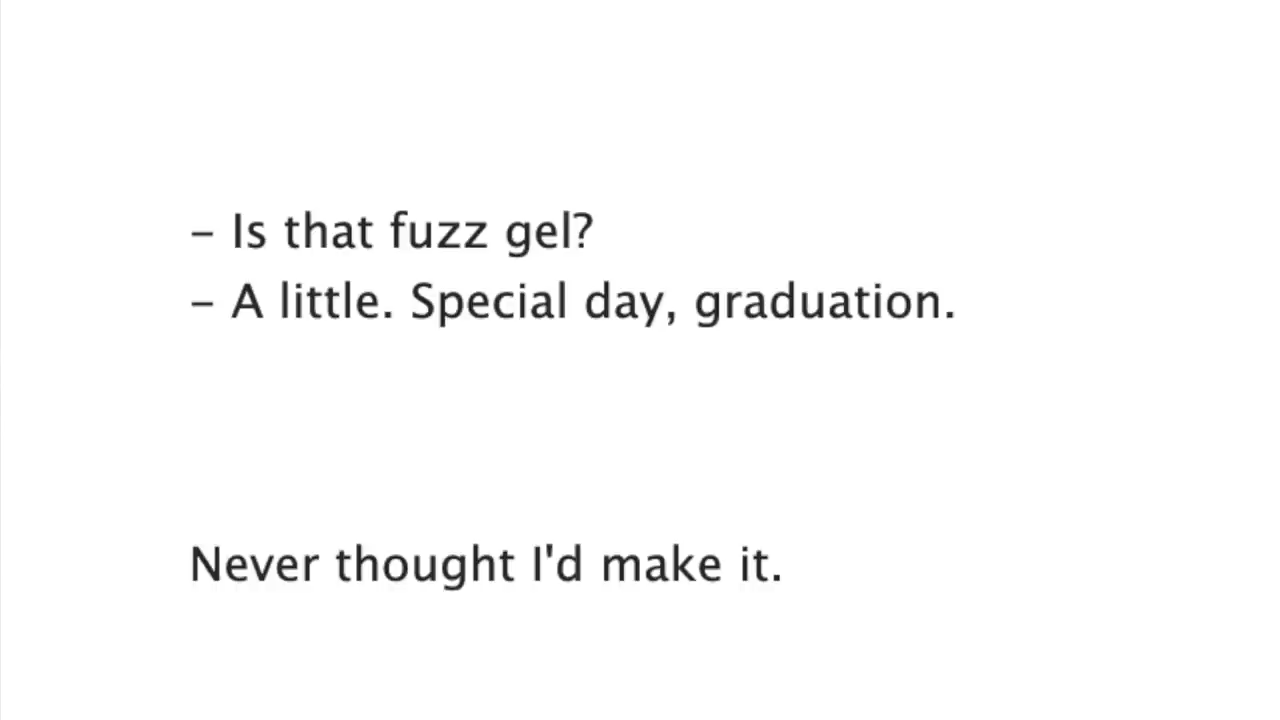 - Is that fuzz gel?
- A little. Special day, graduation.
Never thought I'd make it.